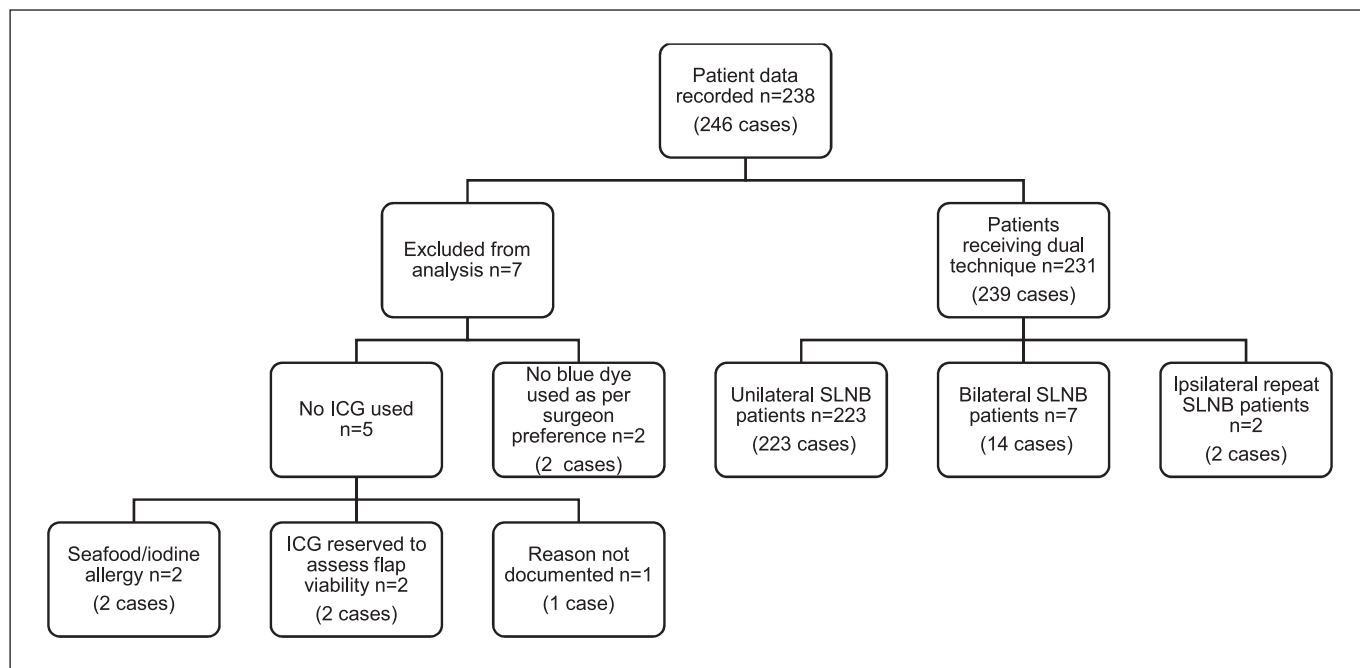 Patient data
recorded n=238
(246 cases)
Excluded from
analysis n=7
Patients
receiving dual
technique n=231
(239 cases)
No ICG used
n=5
No blue dye
used as per
surgeon
preference n=2
(2 cases)
Unilateral SLNB
patients n=223
(223 cases)
Bilateral SLNB
patients n=7
(14 cases)
Ipsilateral repeat
SLNB patients
n=2
(2 cases)
Seafood/iodine
allergy n=2
(2 cases)
ICG reserved to
assess flap
viability n=2
(2 cases)
Reason not
documented n=1
(1 case)